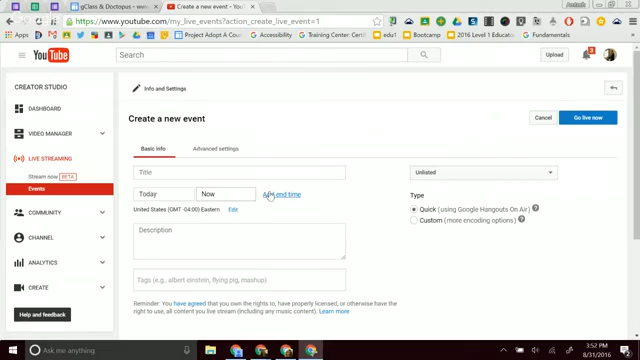 gClass & Doctopus - we
Create a new event - You
https://www.youtube.com/my_live_events?action_create_live_event=1
Project Adopt A Cou
Accessibility
Training Center: Certif
edu1
Bootcamp
2016 Level 1 Educator
Fundamentals
YouTube
Search
Upload
3
CREATOR STUDIO
DASHBOARD
VIDEO MANAGER
LIVE STREAMING
Stream now BETA
Events
COMMUNITY
CHANNEL
ANALYTICS
CREATE
Help and feedback
Info and Settings
Create a new event
Cancel
Go live now
Basic info
Advanced settings
Title
Unlisted
Today
Now
Add end time
United States (GMT -04:00) Eastern
Edit
Type
Quick (using Google Hangouts On Air)
Custom (more encoding options)
Description
Tags (e.g., albert einstein, flying pig, mashup)
Reminder: You have agreed that you own the rights to, have properly licensed, or otherwise have the
right to use, all content you live stream (including any music content). Learn more
Ask me anything
3:52 PM
8/31/2016